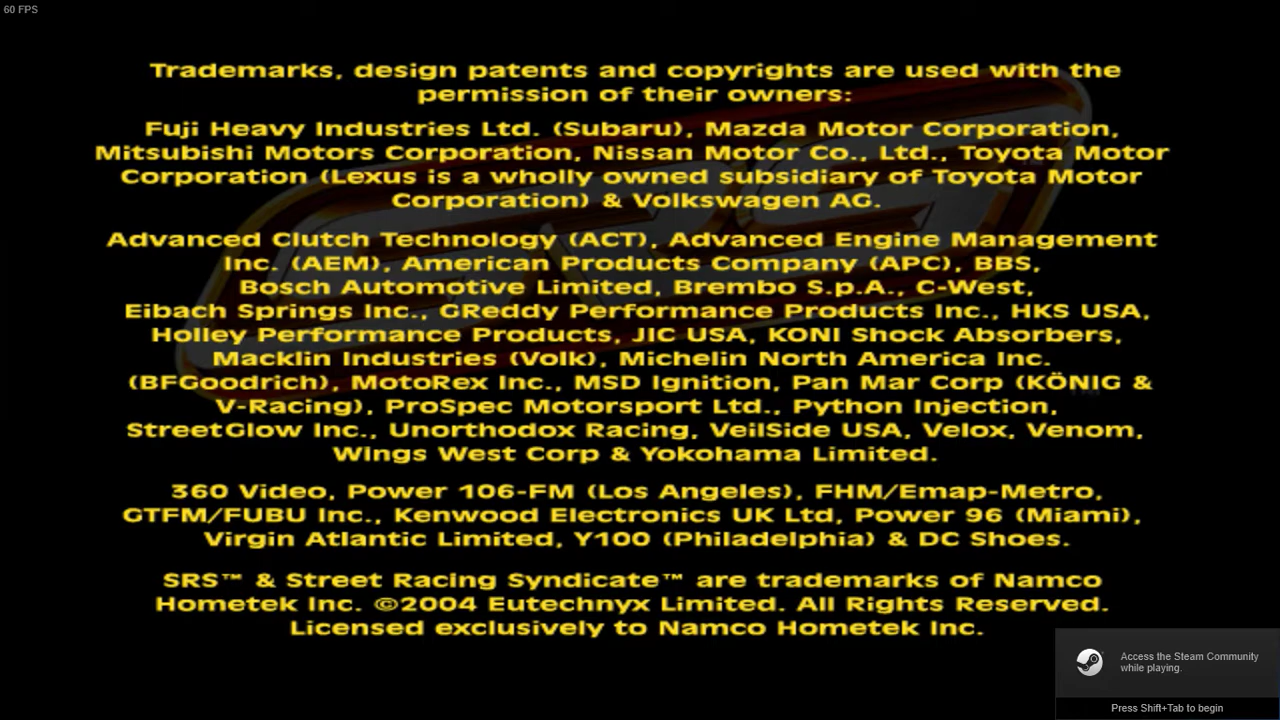 60 FPS
Trademarks, design patents and copyrights are used with the
permission of their owners:
Fuji Heavy Industries Ltd. (Subaru), Mazda Motor Corporation,
Mitsubishi Motors Corporation, Nissan Motor Co., Ltd., Toyota Motor
Corporation (Lexus is a wholly owned subsidiary of Toyota Motor
Corporation) & Volkswagen AG.
Advanced Clutch Technology (ACT), Advanced Engine Management
Inc. (AEM), American Products Company (APC), BBS,
Bosch Automotive Limited, Brembo S.p.A., C-West,
Eibach Springs Inc., GReddy Performance Products Inc., HKS USA,
Holley Performance Products, JIC USA, KONI Shock Absorbers,
Macklin Industries (Volk), Michelin North America Inc.
(BFGoodrich), MotoRex Inc., MSD Ignition, Pan Mar Corp (KÖNIG &
V-Racing), ProSpec Motorsport Ltd., Python Injection,
StreetGlow Inc., Unorthodox Racing, VeilSide USA, Velox, Venom,
Wings West Corp & Yokohama Limited.
360 Video, Power 106-FM (Los Angeles), FHM/Emap-Metro,
GTFM/FUBU Inc., Kenwood Electronics UK Ltd, Power 96 (Miami),
Virgin Atlantic Limited, Y100 (Philadelphia) & DC Shoes.
SRS™ & Street Racing Syndicate™ are trademarks of Namco
Hometek Inc. ©2004 Eutechnyx Limited. All Rights Reserved.
Licensed exclusively to Namco Hometek Inc.
Access the Steam Community
while playing.
Press Shift+Tab to begin
SRS
TM